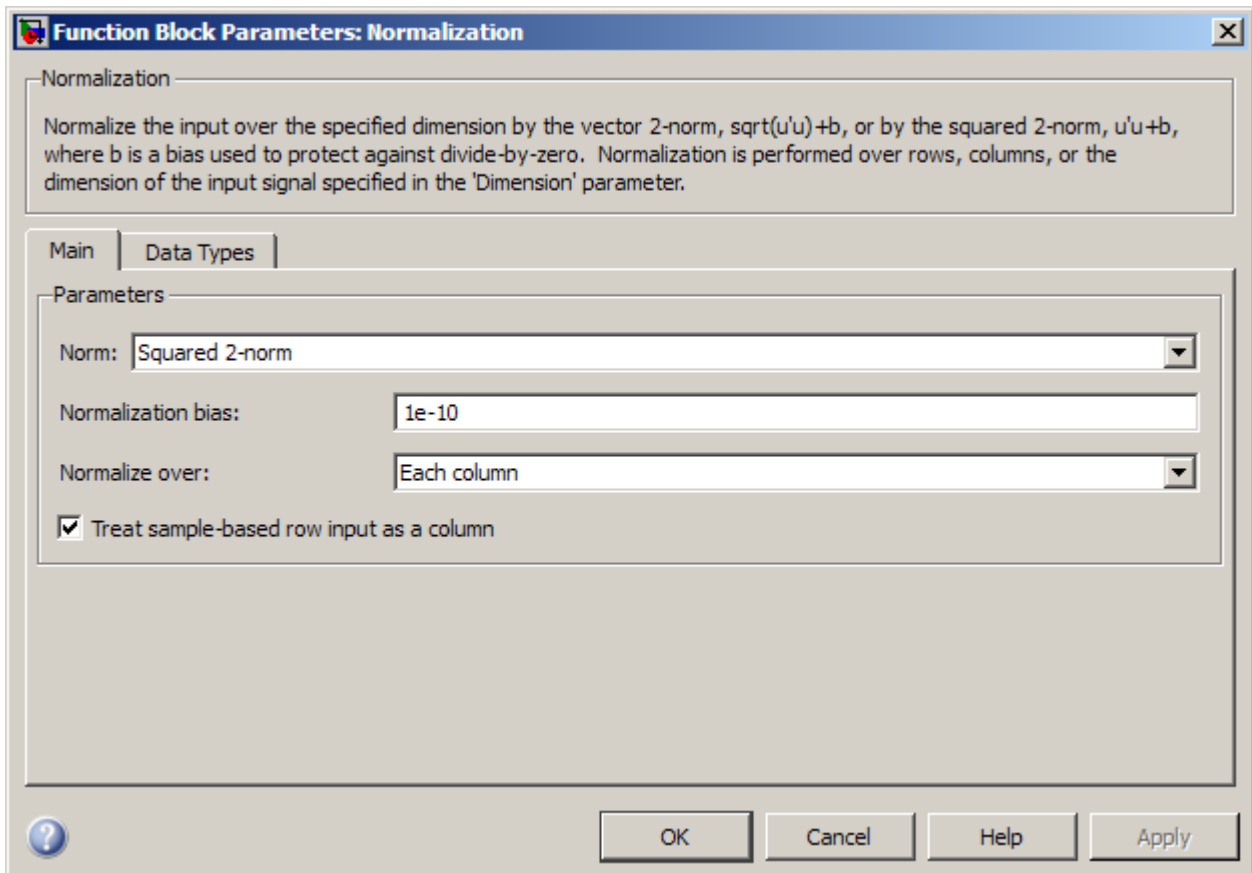 Function Block Parameters: Normalization
Normalization
Normalize the input over the specified dimension by the vector 2-norm, sqrt(u'u)+b, or by the squared 2-norm, u'u+b,
where b is a bias used to protect against divide-by-zero.  Normalization is performed over rows, columns, or the
dimension of the input signal specified in the 'Dimension' parameter.
Main Data Types
Parameters
Norm: Squared 2-norm
Normalization bias: 1e-10
Normalize over: Each column
Treat sample-based row input as a column
? OK Cancel Help Apply